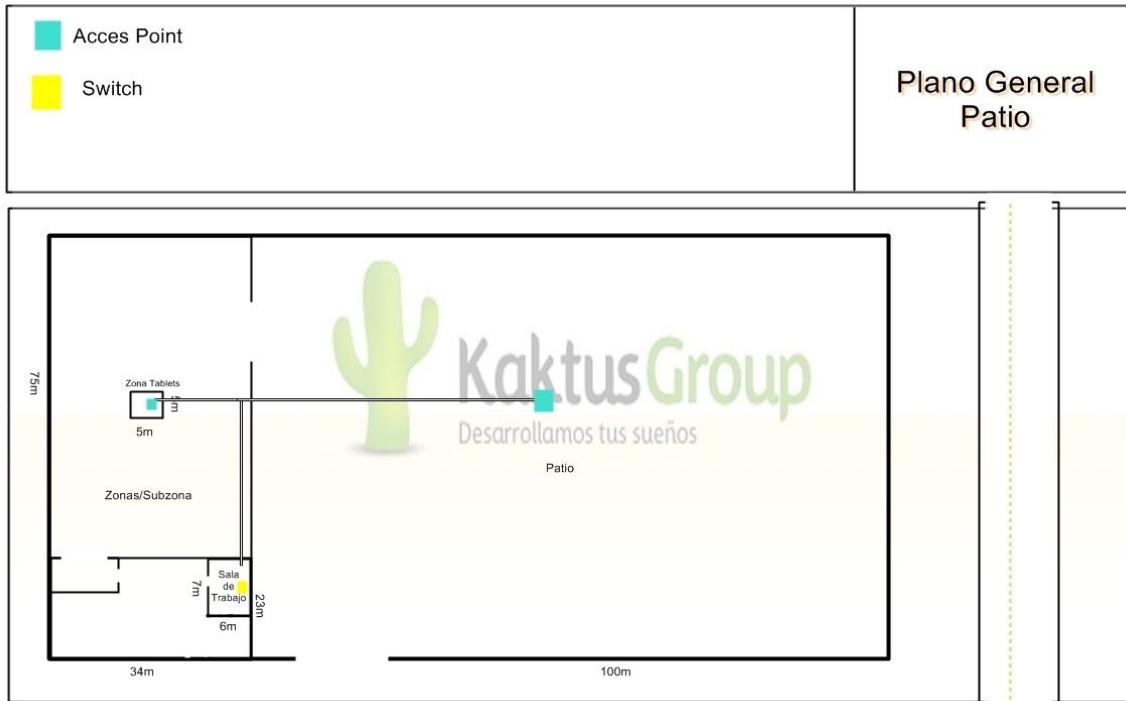 Acces Point
Switch
Plano General
Patio
KaktusGroup
Desarrollamos tus sueños
75m
Zona Tablets
5m
5m
Patio
Zonas/Subzona
Sala
de
Trabajo
7m
23m
6m
34m
100m